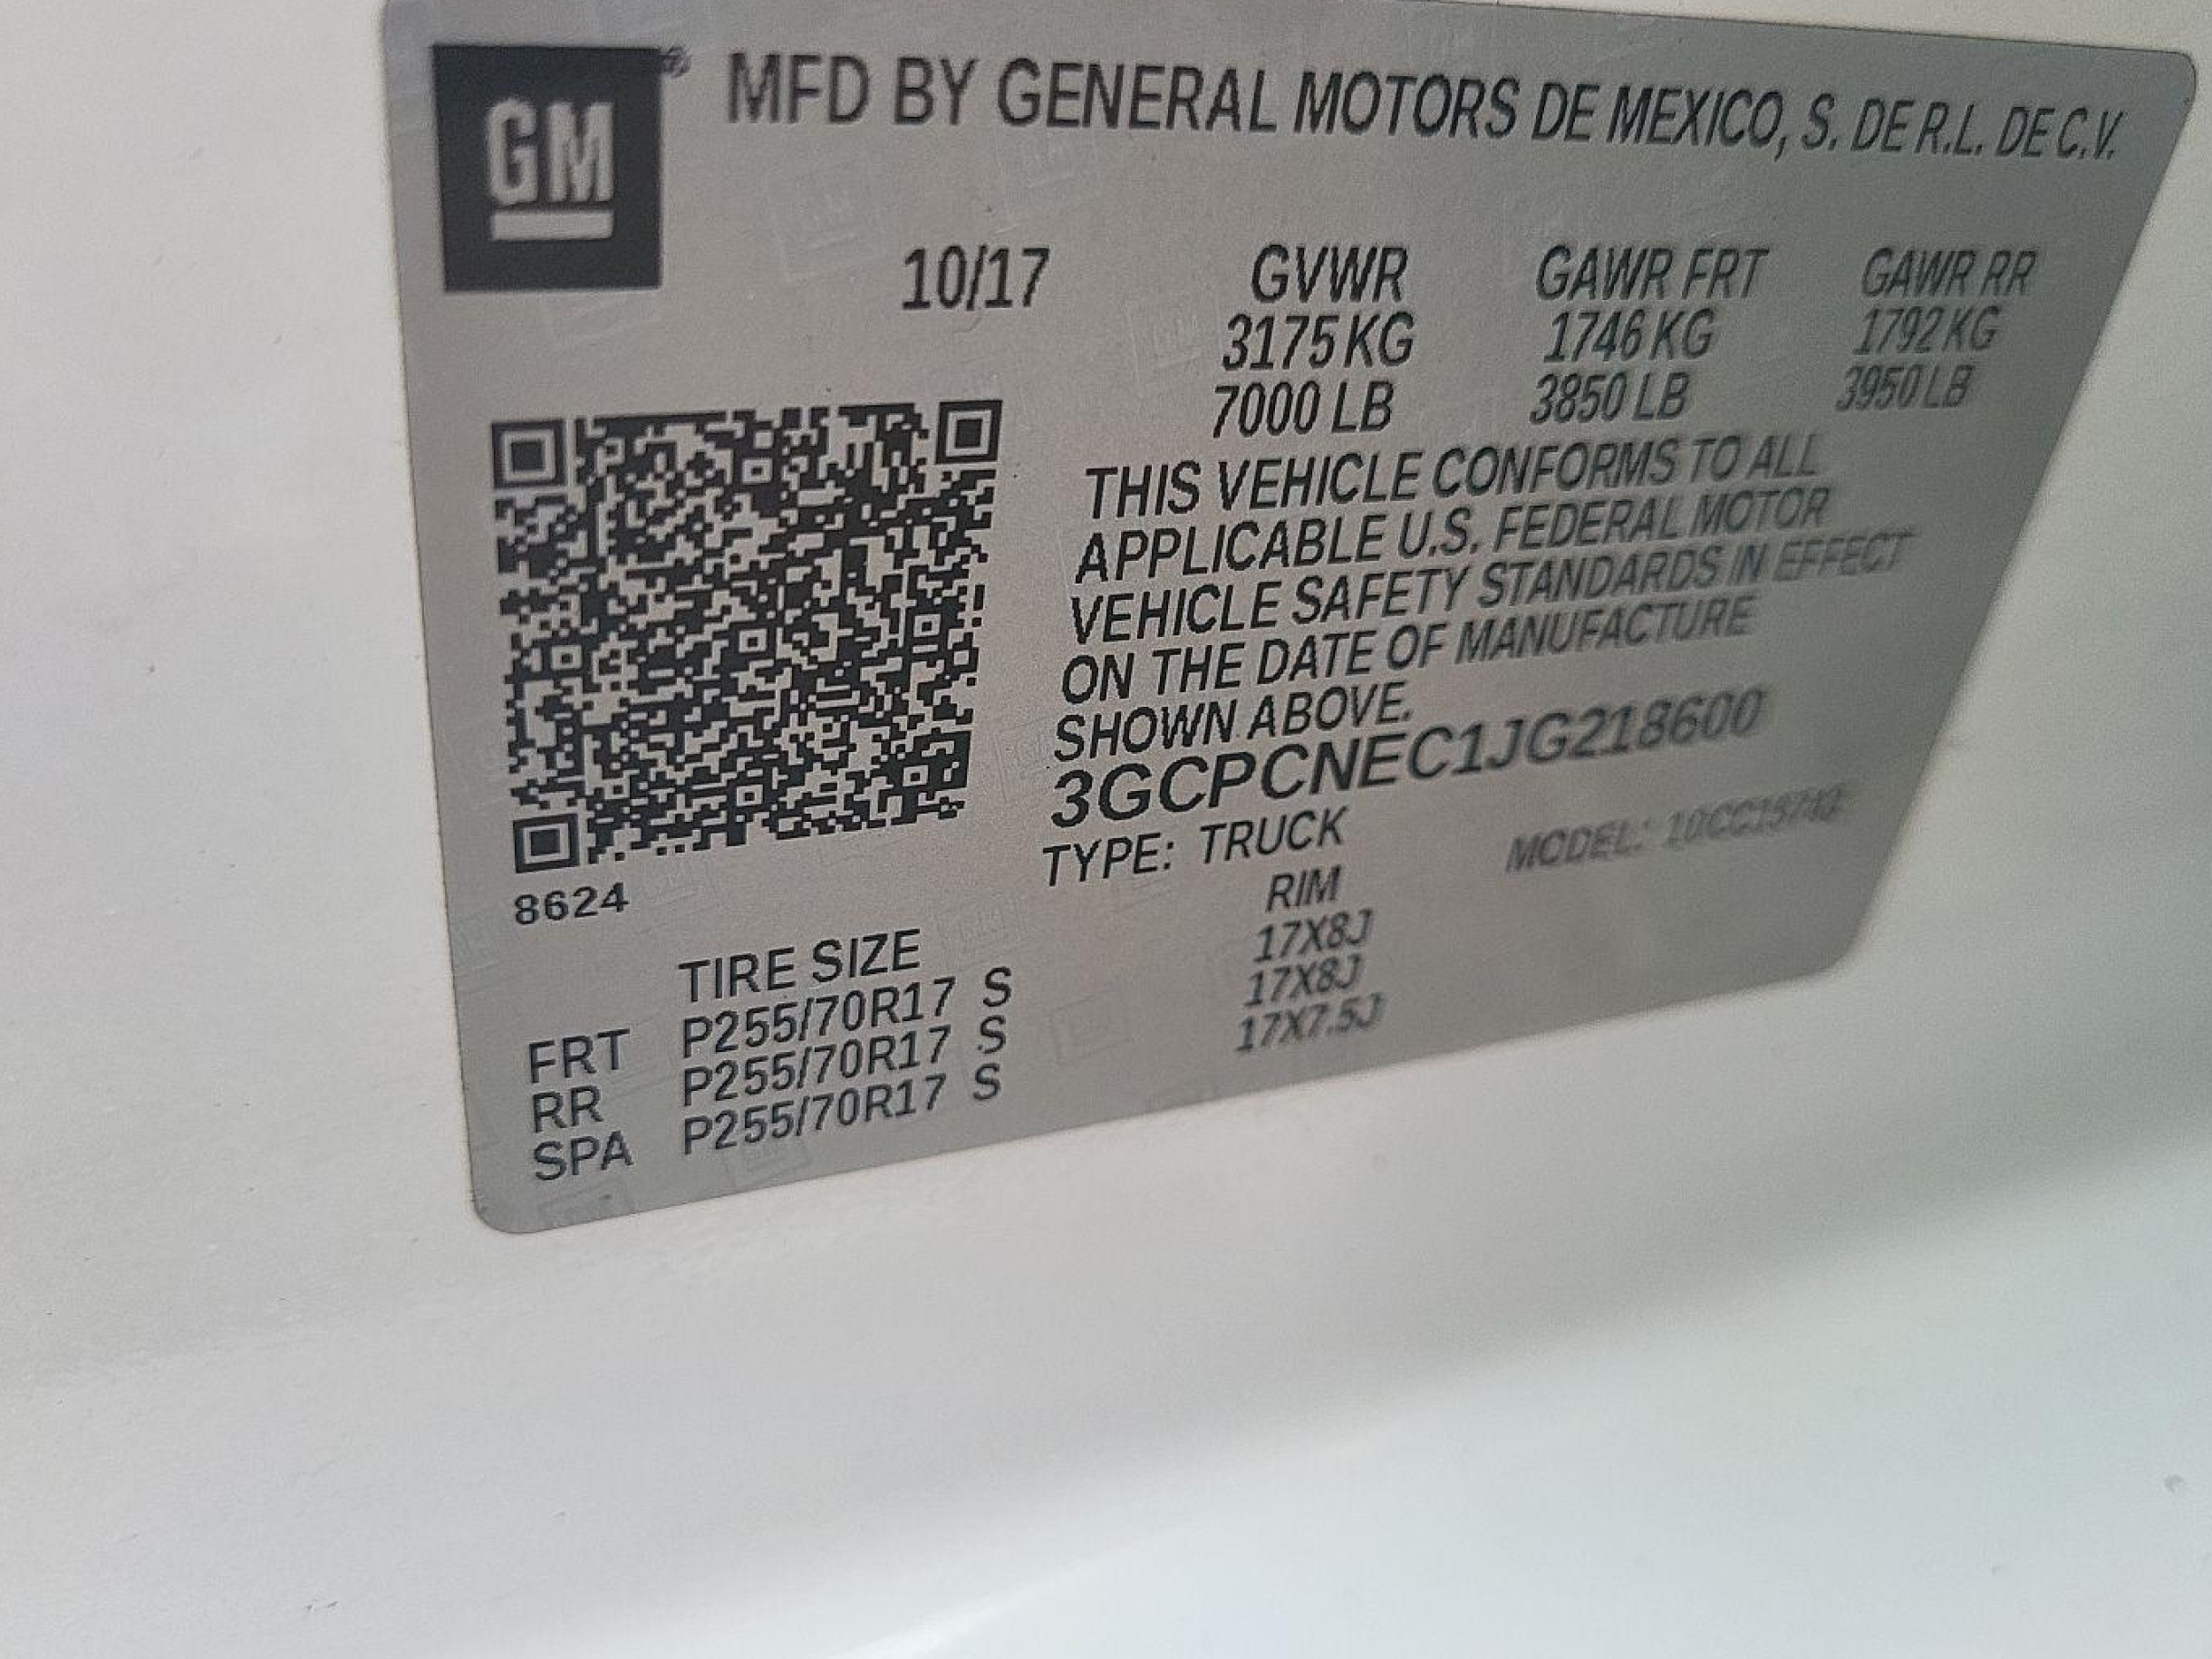 GM® MFD BY GENERAL MOTORS DE MEXICO, S. DE R.L. DE C.V.
10/17 GVWR GAWR FRT GAWR RR
3175 KG 1746 KG 1792 KG
7000 LB 3850 LB 3950 LB
THIS VEHICLE CONFORMS TO ALL
APPLICABLE U.S. FEDERAL MOTOR
VEHICLE SAFETY STANDARDS IN EFFECT
ON THE DATE OF MANUFACTURE
SHOWN ABOVE.
3GCPCNEC1JG218600
TYPE: TRUCK MODEL:
8624
TIRE SIZE RIM
FRT P255/70R17 S 17X8J
RR P255/70R17 S 17X8J
SPA P255/70R17 S 17X7.5J